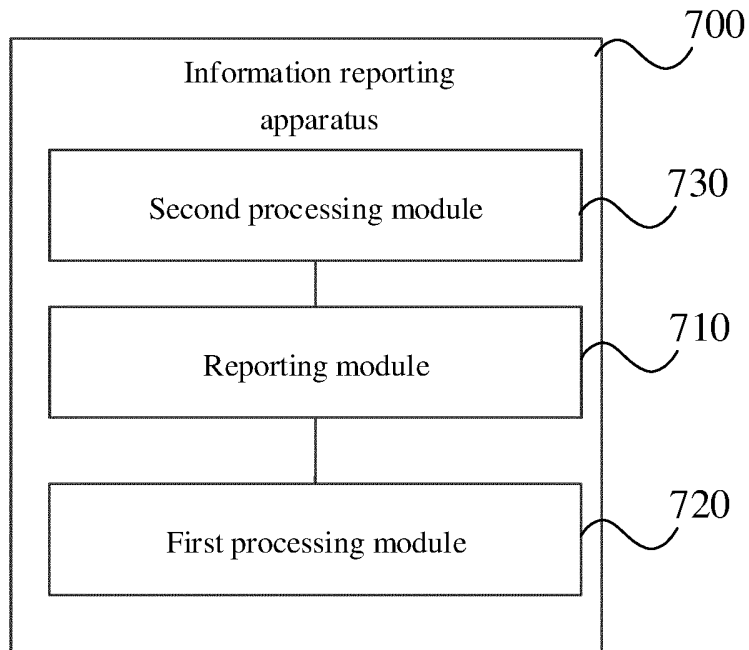 700
Information reporting
apparatus
Second processing module
730
Reporting module
710
First processing module
720